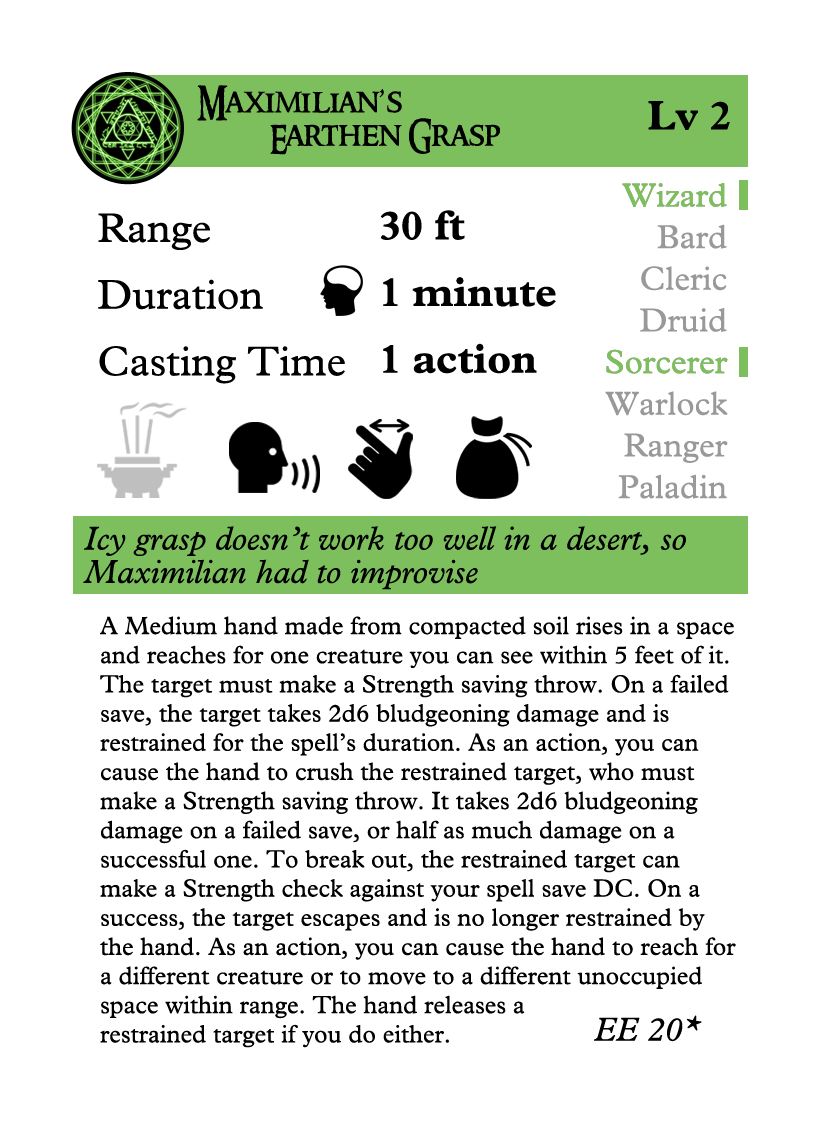 MAXIMILIAN'S
EARTHEN GRASP
Lv 2
Range 30 ft
Duration 1 minute
Casting Time 1 action
Wizard
Bard
Cleric
Druid
Sorcerer
Warlock
Ranger
Paladin
Icy grasp doesn't work too well in a desert, so
Maximilian had to improvise
A Medium hand made from compacted soil rises in a space
and reaches for one creature you can see within 5 feet of it.
The target must make a Strength saving throw. On a failed
save, the target takes 2d6 bludgeoning damage and is
restrained for the spell's duration. As an action, you can
cause the hand to crush the restrained target, who must
make a Strength saving throw. It takes 2d6 bludgeoning
damage on a failed save, or half as much damage on a
successful one. To break out, the restrained target can
make a Strength check against your spell save DC. On a
success, the target escapes and is no longer restrained by
the hand. As an action, you can cause the hand to reach for
a different creature or to move to a different unoccupied
space within range. The hand releases a
restrained target if you do either.
EE 20*